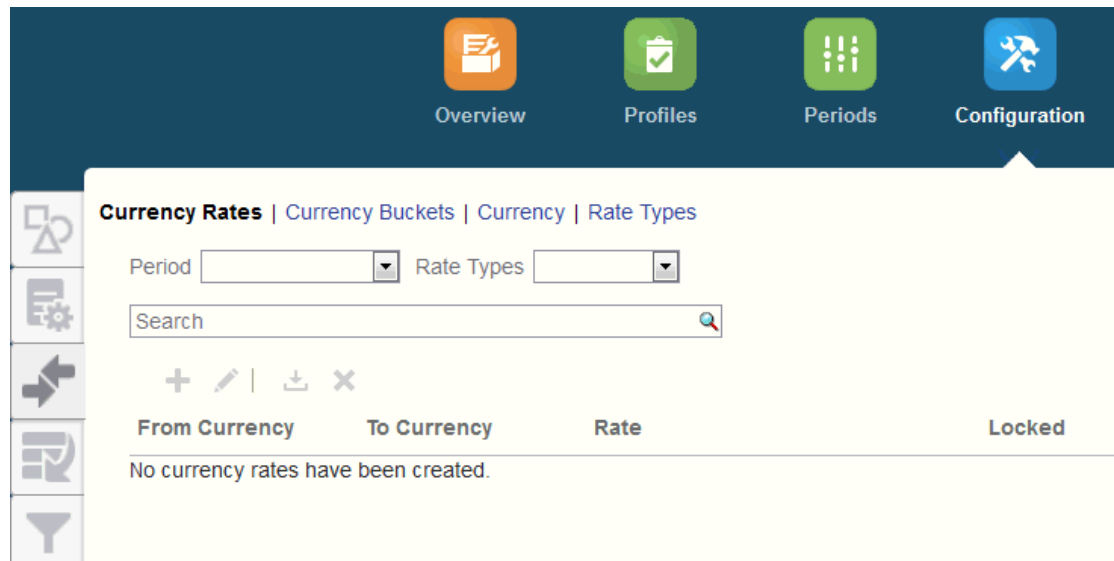 Overview Profiles Periods Configuration
Currency Rates | Currency Buckets | Currency | Rate Types
Period Rate Types
Search
From Currency To Currency Rate Locked
No currency rates have been created.